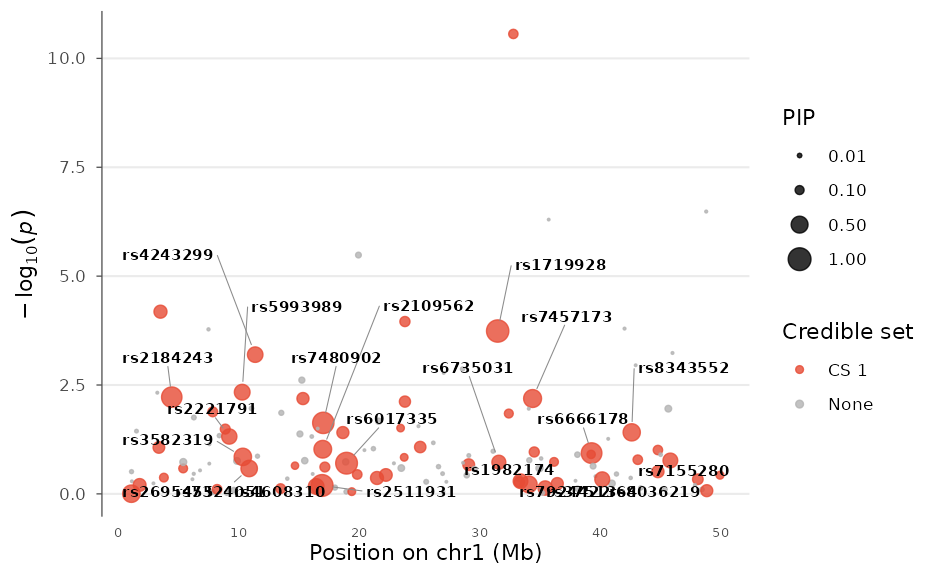 10.0
7.5
5.0
2.5
0.0
− log10(p)
0
10
20
30
40
50
Position on chr1 (Mb)
rs4243299
rs1719928
rs5993989
rs2109562
rs7457173
rs2184243
rs7480902
rs6735031
rs8343552
rs2221791
rs6017335
rs6666178
rs3582319
rs1982174
rs7155280
rs2511931
PIP
0.01
0.10
0.50
1.00
Credible set
CS 1
None